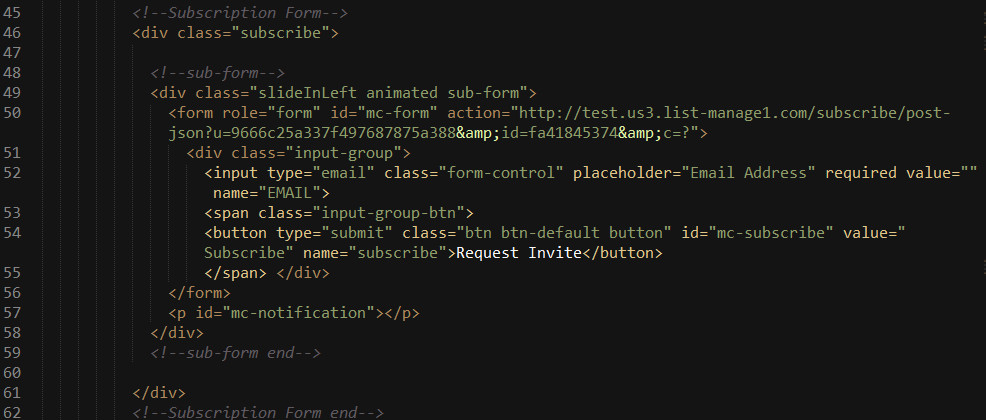 45 <!--Subscription Form-->
46 <div class="subscribe">
47
48 <!--sub-form-->
49 <div class="slideInLeft animated sub-form">
50 <form role="form" id="mc-form" action="http://test.us3.list-manage1.com/subscribe/post-
json?u=9666c25a337f497687875a388&amp;id=fa41845374&amp;c=?">
51 <div class="input-group">
52 <input type="email" class="form-control" placeholder="Email Address" required value=""
name="EMAIL">
53 <span class="input-group-btn">
54 <button type="submit" class="btn btn-default button" id="mc-subscribe" value="
Subscribe" name="subscribe">Request Invite</button>
55 </span> </div>
56 </form>
57 <p id="mc-notification"></p>
58 </div>
59 <!--sub-form end-->
60
61 </div>
62 <!--Subscription Form end-->